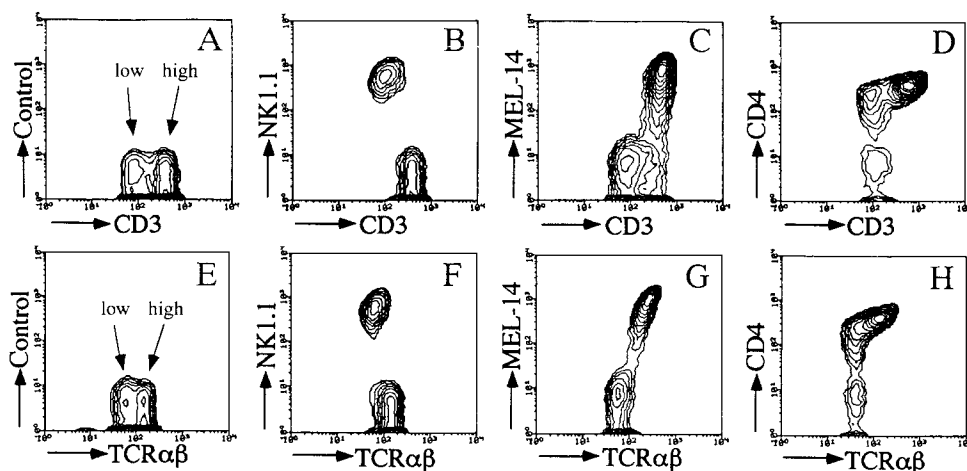 A
low high
Control
CD3
B
NK1.1
CD3
C
MEL-14
CD3
D
CD4
CD3
E
low high
Control
TCRαβ
F
NK1.1
TCRαβ
G
MEL-14
TCRαβ
H
CD4
TCRαβ